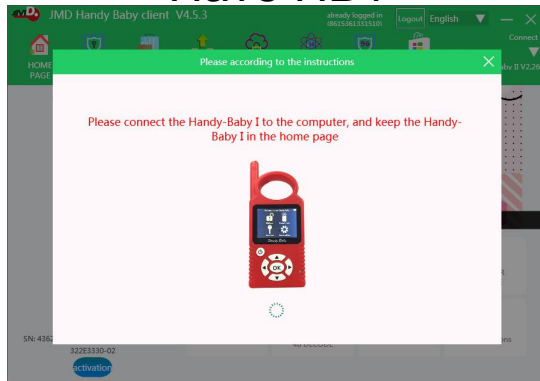 JMD Handy Baby client V4.5.3
already logged in
(8615361331510)
Logout
English
Connect
HOME
PAGE
Please according to the instructions
Please connect the Handy-Baby I to the computer, and keep the Handy-
Baby I in the home page
OK
SN: 4362
322E3330-02
activation